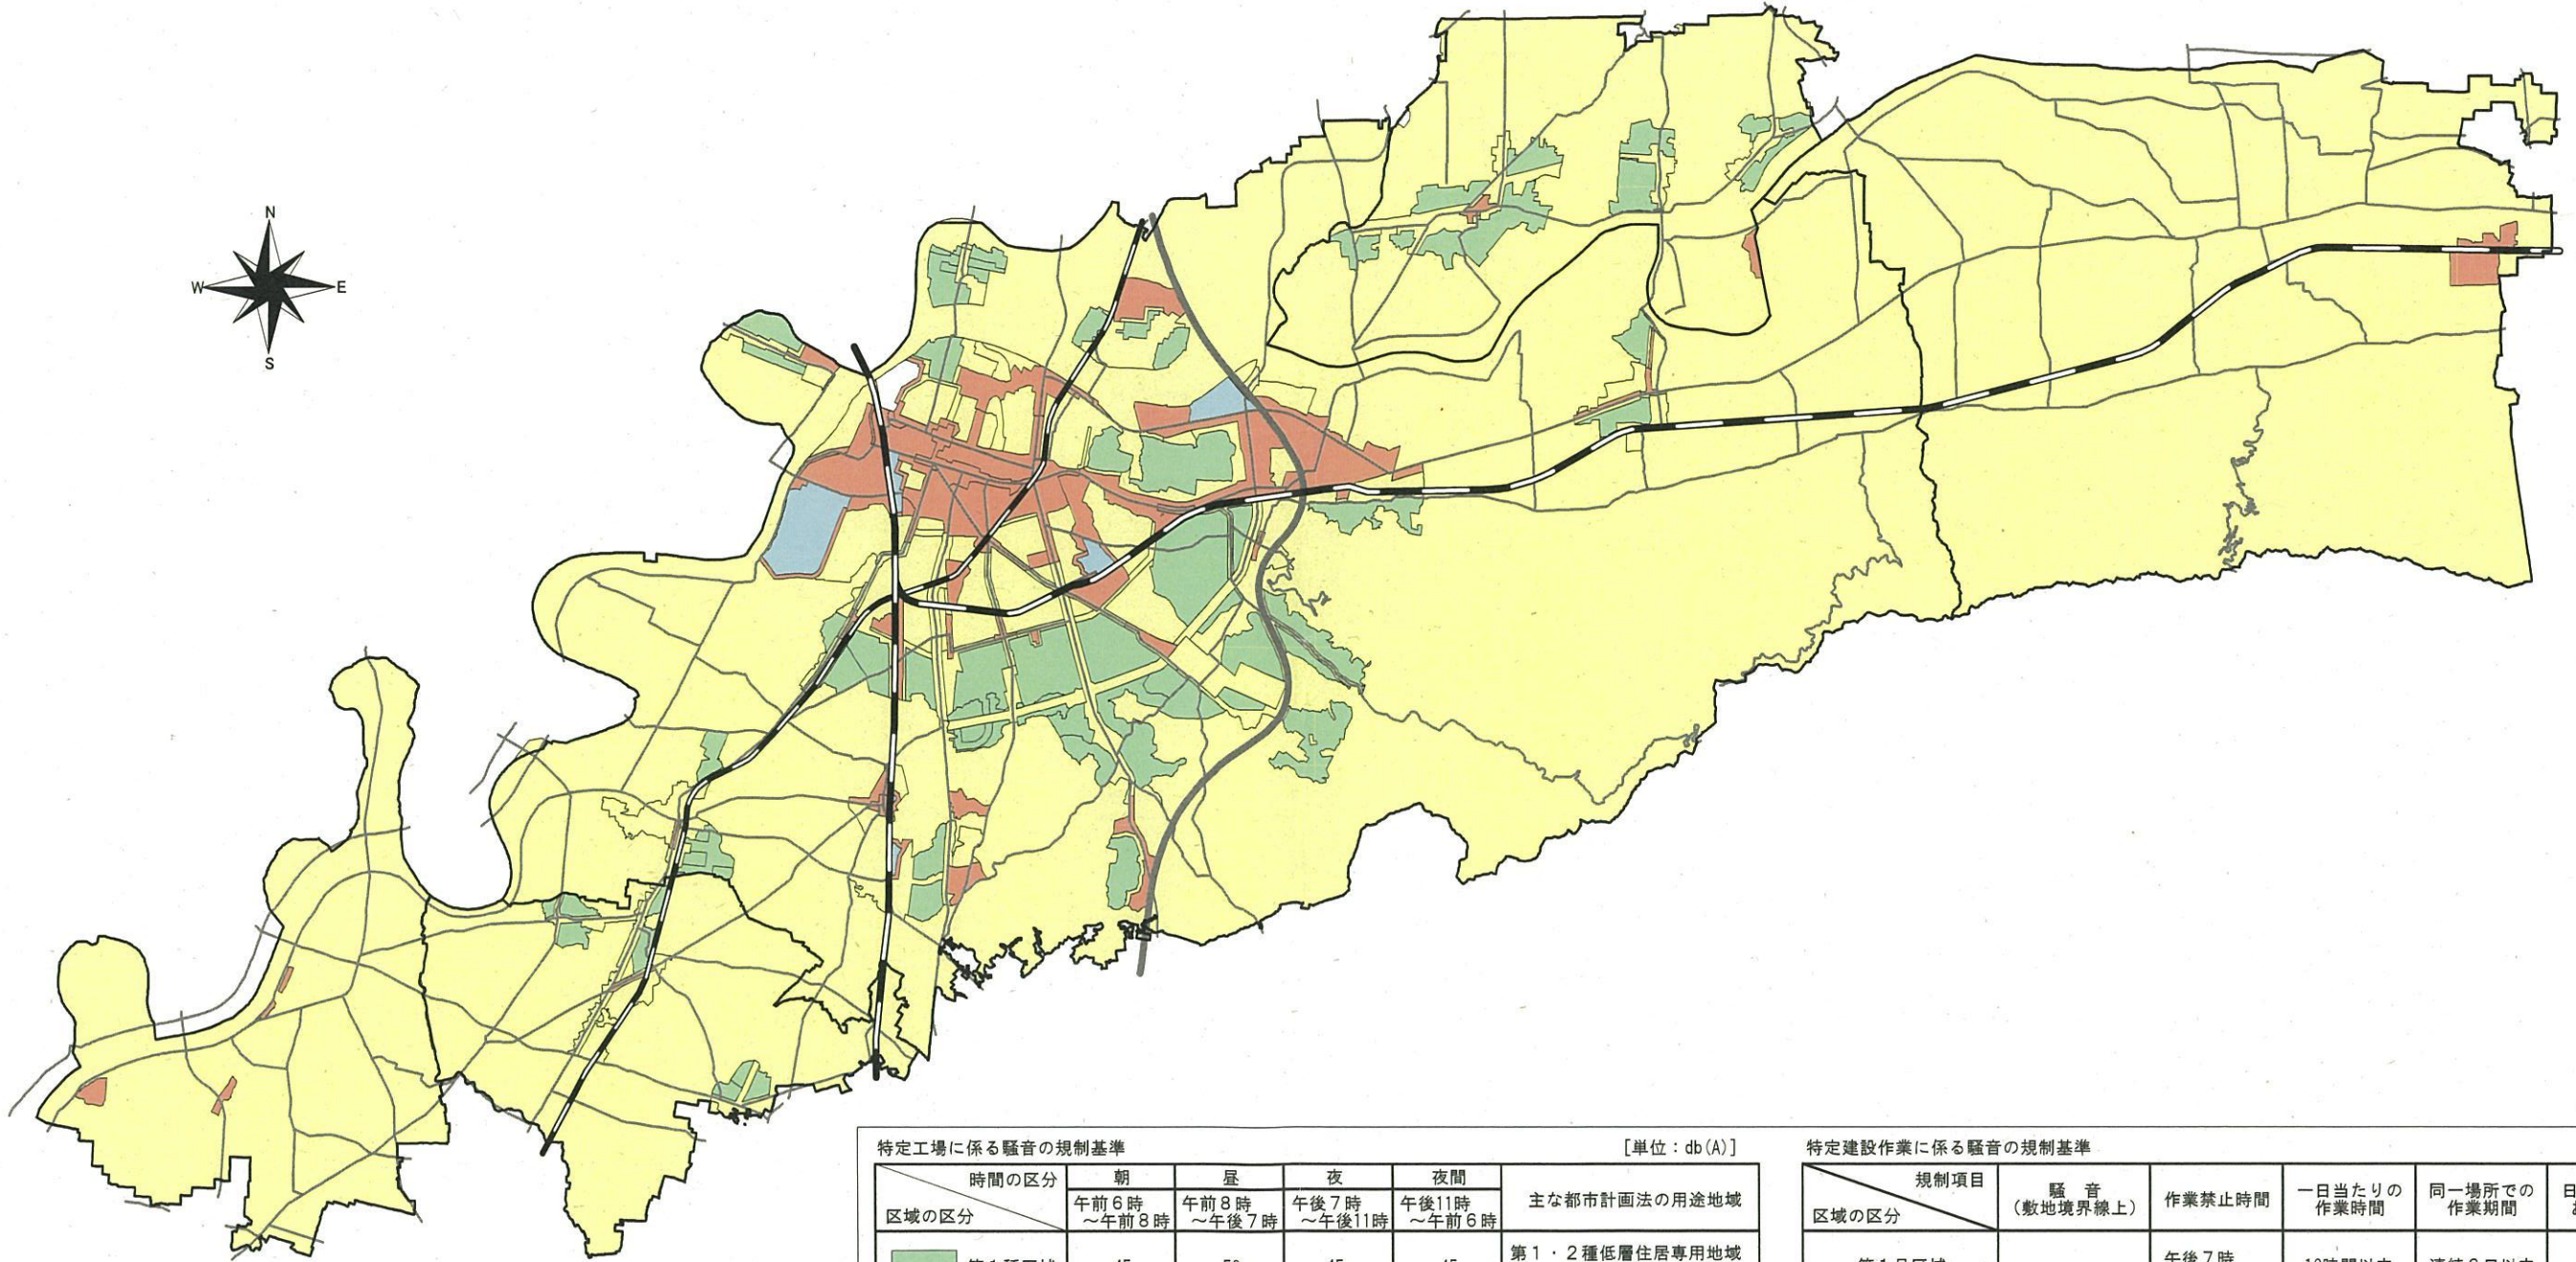 N
W
E
S
特定工場に係る騒音の規制基準
[単位：db(A)]
時間の区分
区域の区分
朝
昼
夜
夜間
主な都市計画法の用途地域
午前6時
～午前8時
午前8時
～午後7時
午後7時
～午後11時
午後11時
～午前6時
第1・2種低層住居専用地域
特定建設作業に係る騒音の規制基準
規制項目
区域の区分
騒　音
(敷地境界線上)
作業禁止時間
一日当たりの
作業時間
同一場所での
作業期間
午後7時